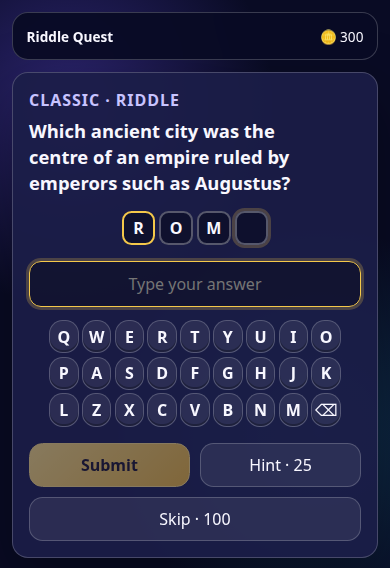 Riddle Quest 🪙 300
CLASSIC · RIDDLE
Which ancient city was the
centre of an empire ruled by
emperors such as Augustus?
R O M
Type your answer
Q W E R T Y U I O
P A S D F G H J K
L Z X C V B N M ⌫
Submit Hint · 25
Skip · 100